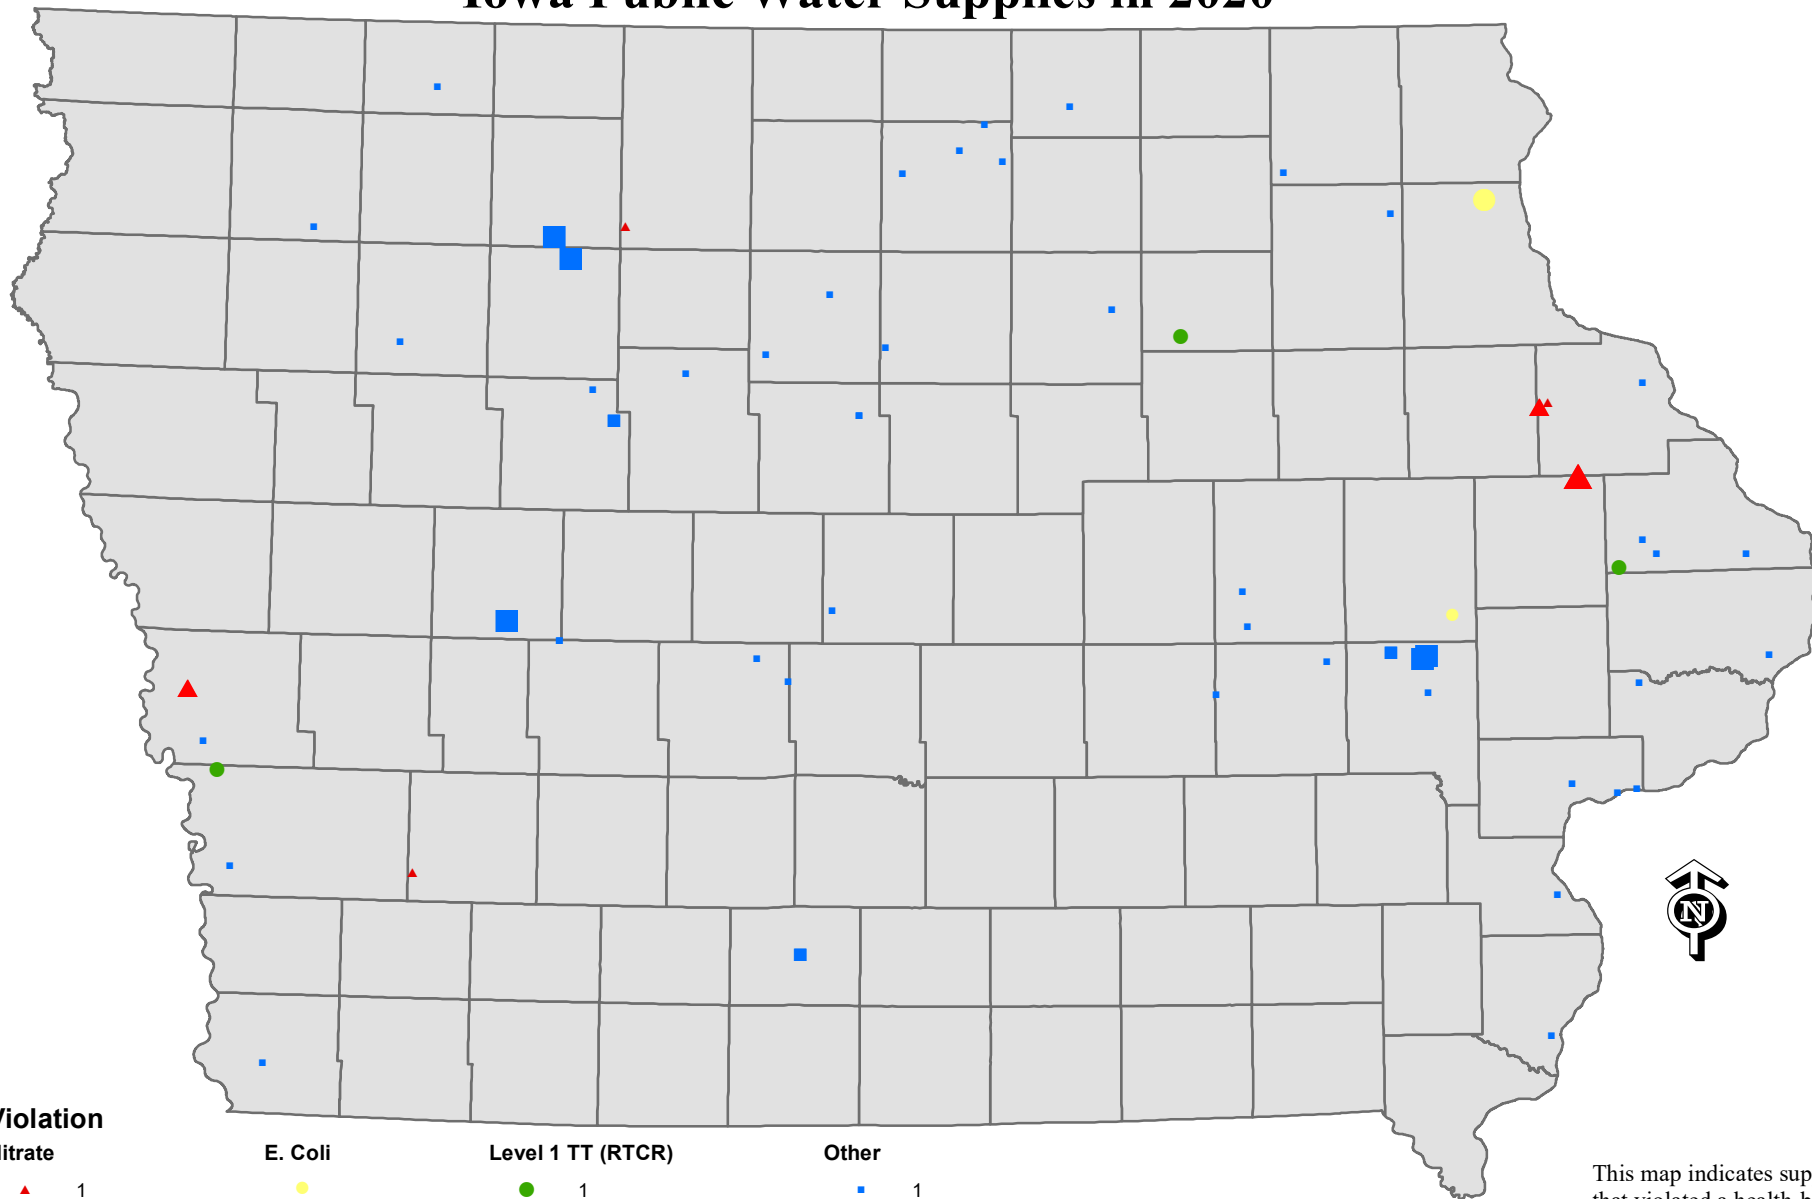 Iowa Public Water Supplies in 2020
N
Violation
Nitrate E. Coli Level 1 TT (RTCR) Other
1 1 1
This map indicates sup